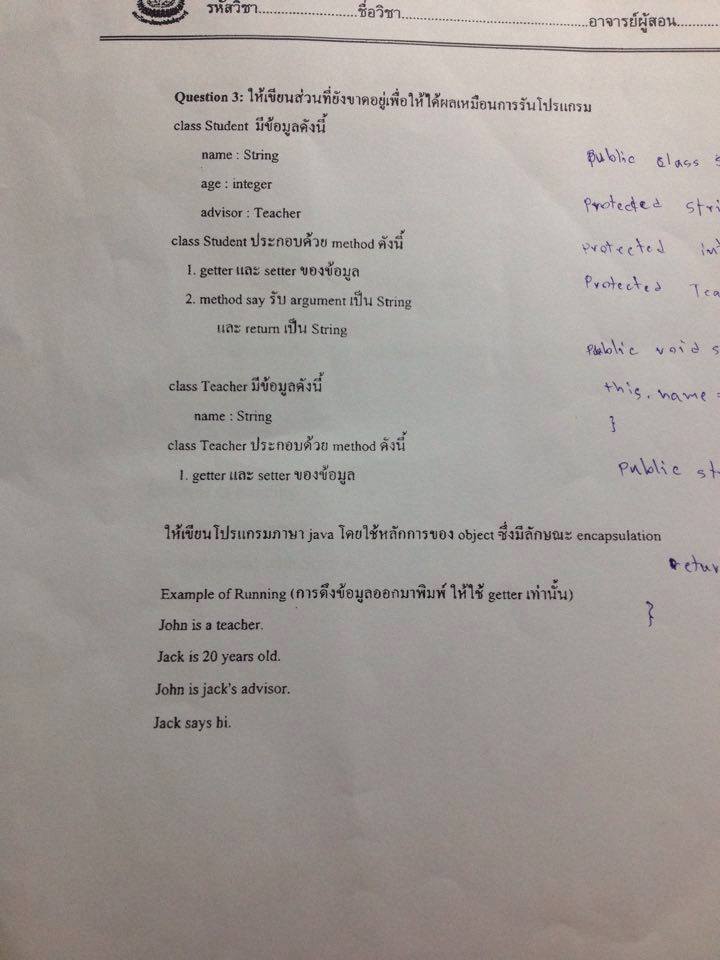 รหัสวิชา..........................ชื่อวิชา.................................................อาจารย์ผู้สอน...........
Question 3: ให้เขียนส่วนที่ยังขาดอยู่เพื่อให้ได้ผลเหมือนการรันโปรแกรม
class Student มีข้อมูลดังนี้
name : String
age : integer
advisor : Teacher
class Student ประกอบด้วย method ดังนี้
1. getter และ setter ของข้อมูล
2. method say รับ argument เป็น String
และ return เป็น String
class Teacher มีข้อมูลดังนี้
name : String
class Teacher ประกอบด้วย method ดังนี้
1. getter และ setter ของข้อมูล
ให้เขียนโปรแกรมภาษา java โดยใช้หลักการของ object ซึ่งมีลักษณะ encapsulation
Example of Running (การดึงข้อมูลออกมาพิมพ์ ให้ใช้ getter เท่านั้น)
John is a teacher.
Jack is 20 years old.
John is jack's advisor.
Jack says hi.
public class
protected
protected
protected
public void
this.name =
}
public
}